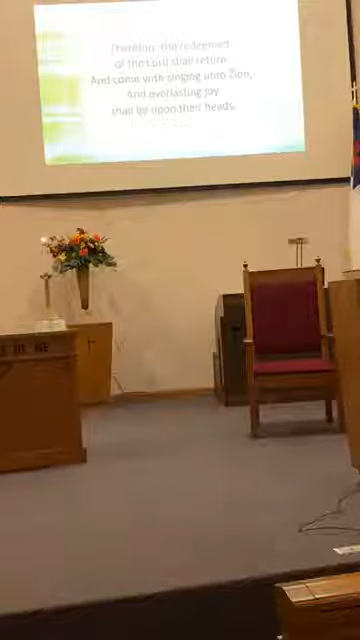 Therefore the redeemed
of the Lord shall return
And come with singing unto Zion,
And everlasting joy
shall be upon their heads.